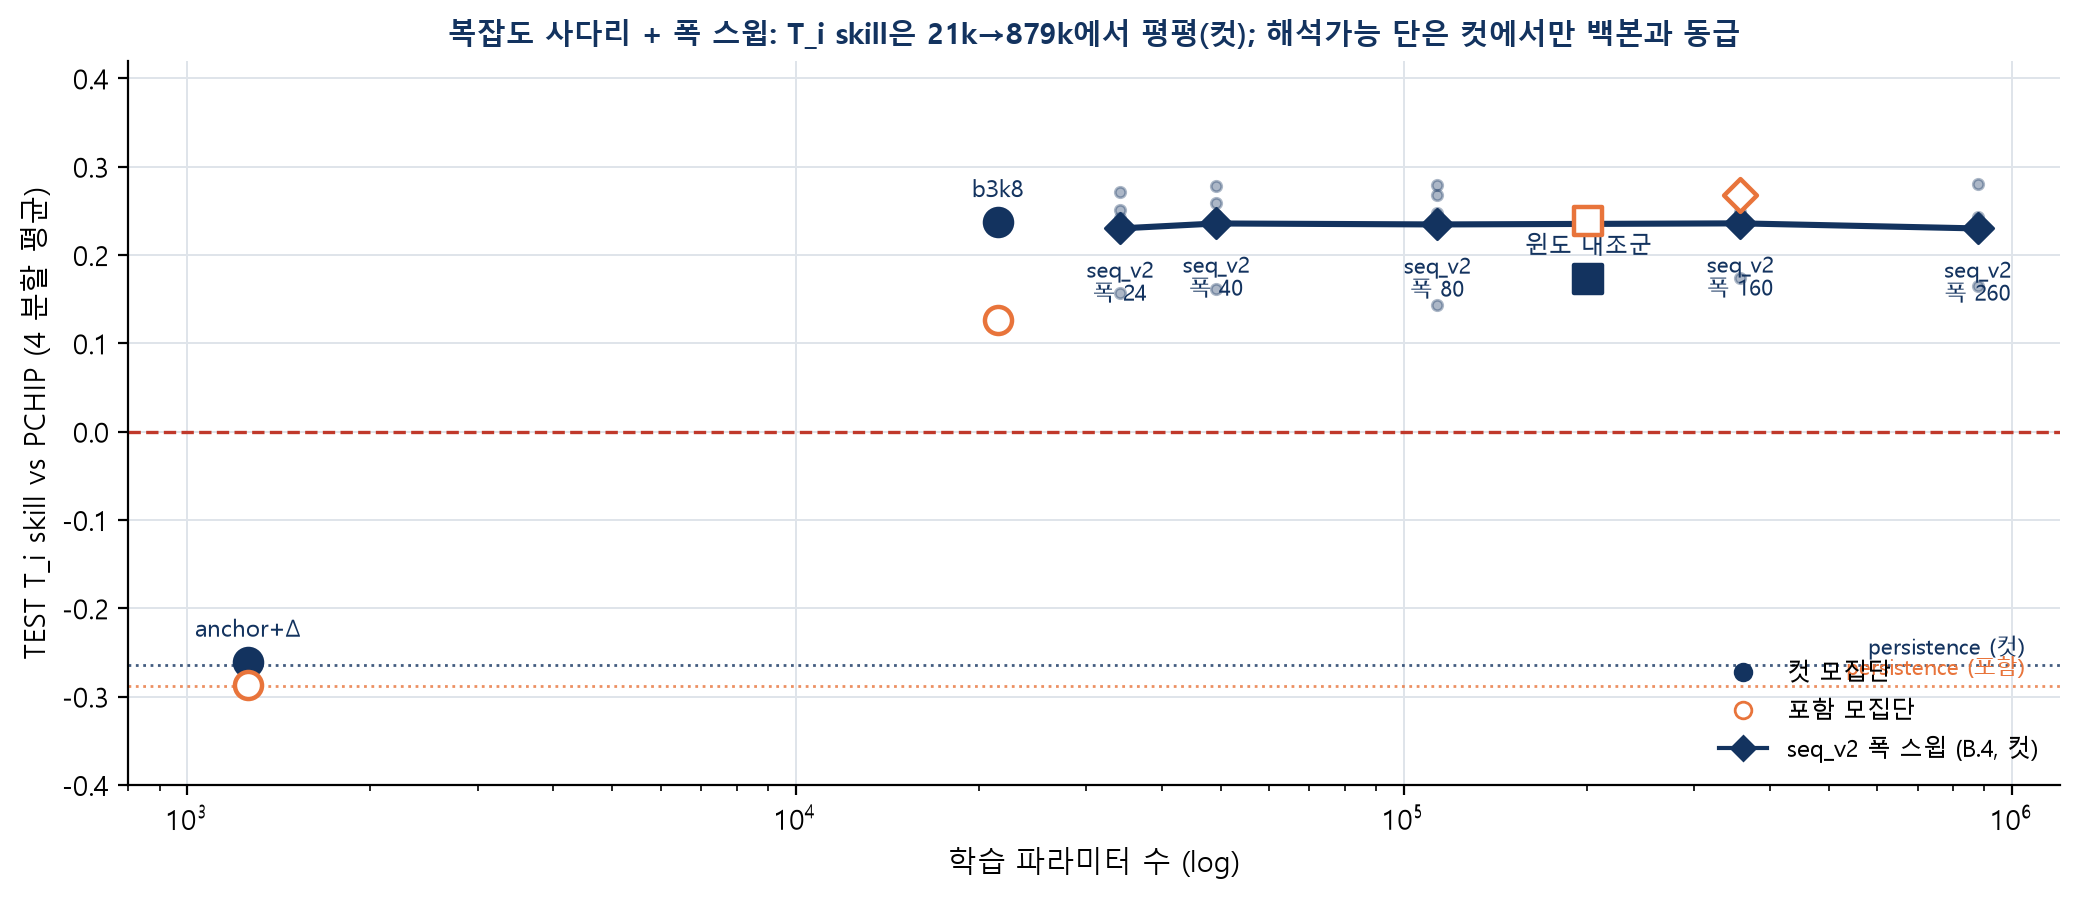 복잡도 사다리 + 폭 스윕: T_i skill은 21k→879k에서 평평(컷); 해석가능 단은 컷에서만 백본과 동급
TEST T_i skill vs PCHIP (4 분할 평균)
0.4
0.3
0.2
0.1
0.0
-0.1
-0.2
-0.3
-0.4
b3k8
anchor+Δ
seq_v2
폭 24
seq_v2
폭 40
seq_v2
폭 80
윈도 대조군
seq_v2
폭 160
seq_v2
폭 260
persistence (컷)
persistence (포함)
컷 모집단
포함 모집단
seq_v2 폭 스윕 (B.4, 컷)
10³
10⁴
10⁵
10⁶
학습 파라미터 수 (log)